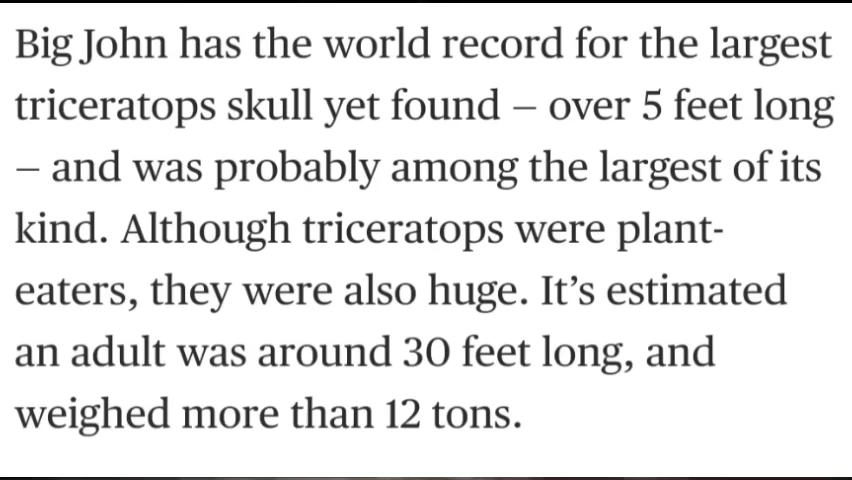 Big John has the world record for the largest
triceratops skull yet found – over 5 feet long
– and was probably among the largest of its
kind. Although triceratops were plant-
eaters, they were also huge. It’s estimated
an adult was around 30 feet long, and
weighed more than 12 tons.